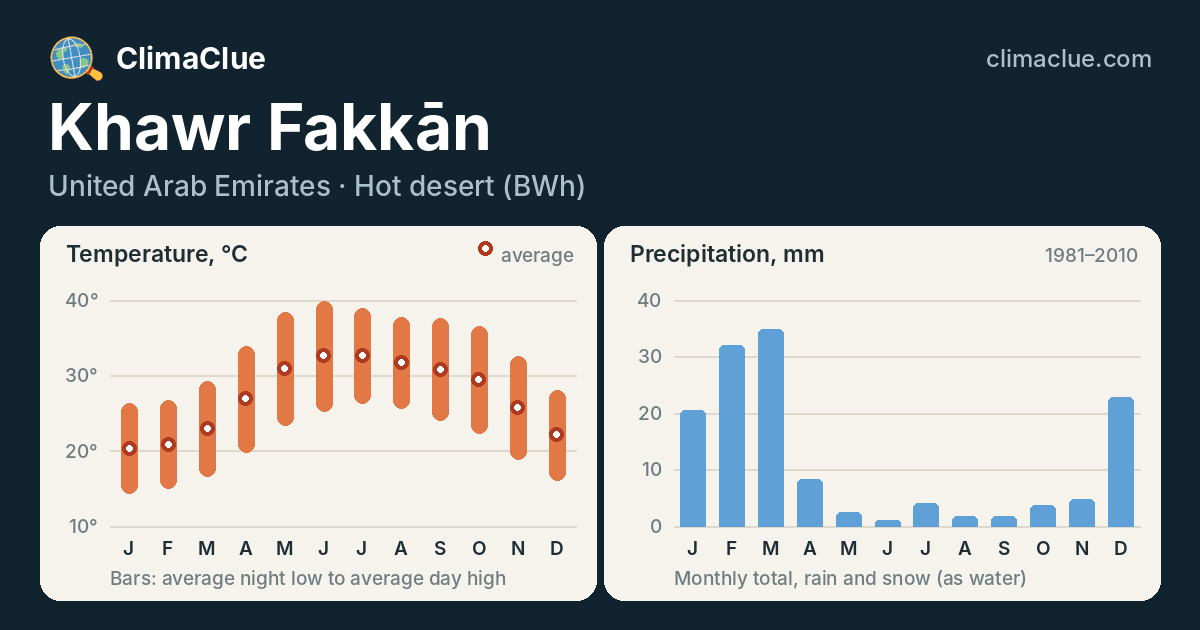 ClimaClue
climaclue.com
Khawr Fakkān
United Arab Emirates · Hot desert (BWh)
Temperature, °C
average
40°
30°
20°
10°
J F M A M J J A S O N D
Bars: average night low to average day high
Precipitation, mm
1981–2010
40
30
20
10
0
J F M A M J J A S O N D
Monthly total, rain and snow (as water)